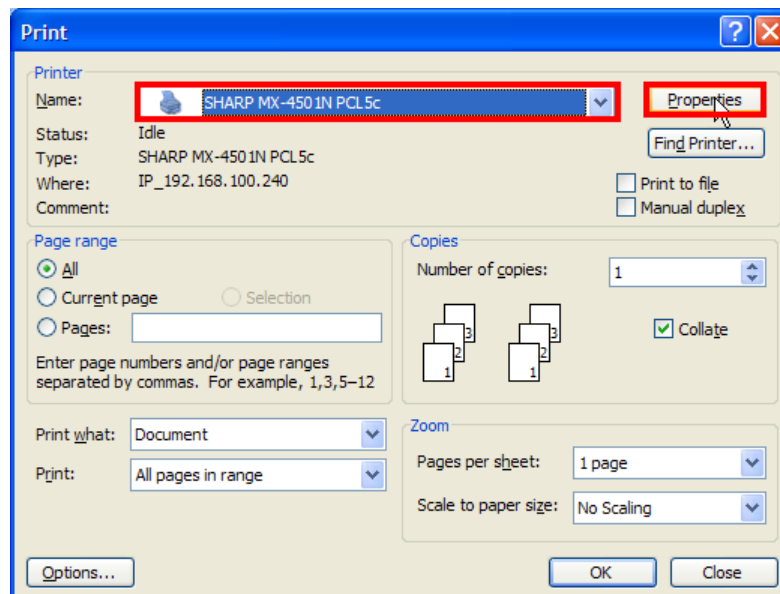 Print
Printer
Name: SHARP MX-4501N PCL5c Properties
Status: Idle Find Printer...
Type: SHARP MX-4501N PCL5c
Where: IP_192.168.100.240 Print to file
Comment: Manual duplex
Page range
All
Current page Selection
Pages:
Enter page numbers and/or page ranges
separated by commas. For example, 1,3,5–12
Copies
Number of copies: 1
3 3
2 2
1 1
Collate
Print what: Document
Print: All pages in range
Zoom
Pages per sheet: 1 page
Scale to paper size: No Scaling
Options... OK Close